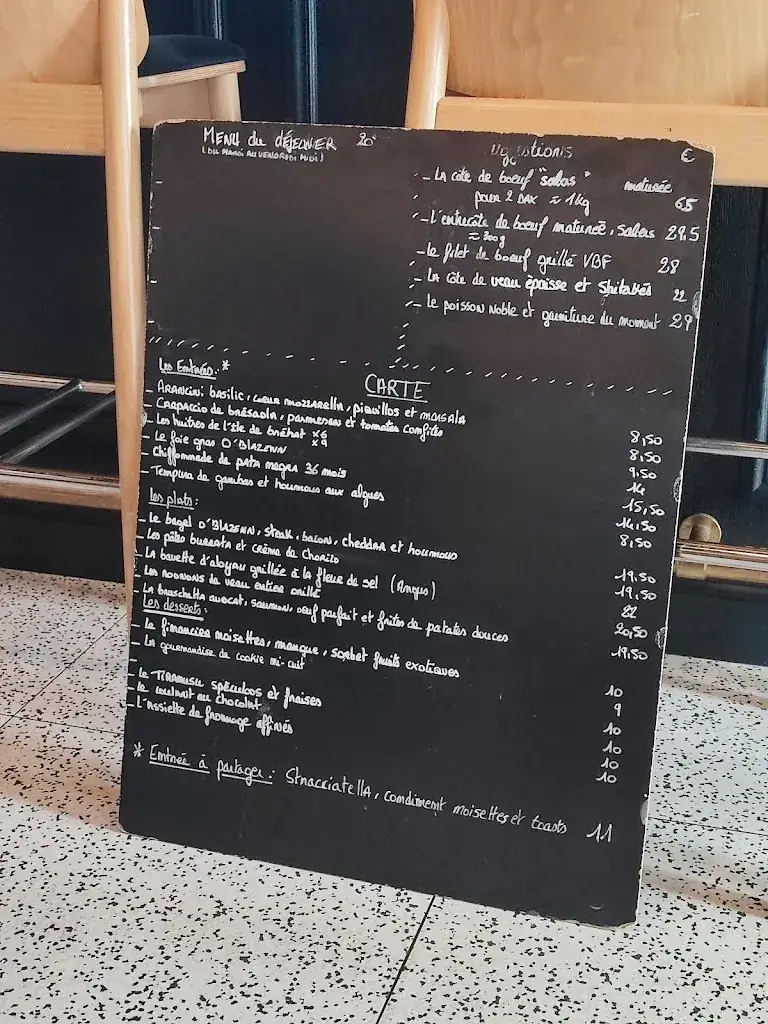 MENU du déjeuner 20€
(DU MARDI AU VENDREDI MIDI)
uggestions €
- LA côte de boeuf "salers" maturée
pour 2 PAX ≈ 1kg 65
- L'entrecôte de boeuf maturée, salers 29,5
≈ 300g
- le filet de boeuf grillé VBF 28
- LA côte de veau épaisse et Shitakés 22
- le poisson noble et garniture du moment 29
CARTE
Les Entrées: *
- ARANCini basilic, coeur mozzarella, piquillos et marsala 8,50
- CARPACCIO de brésaola, parmesan et tomates confites 8,50
- Les huitres de l'île de bréhat x6 9,50
x9 14
- Le foie gras O'BLAZENN 15,50
- Chiffonnade de pata negra 36 mois 14,50
- Tempura de gambas et houmous aux algues 8,50
les plats:
- Le bagel O'BLAZENN, steak, bacon, cheddar et houmous 19,50
- Les pâtes burrata et crème de chorizo 19,50
- La bavette d'aloyau grillée à la fleur de sel (Angus) 22
- Les rognons de veau entier grillé 20,50
- La bruschetta avocat, saumon, oeuf parfait et frites de patates douces 19,50
Les desserts:
- Le financier noisettes, mangue, sorbet fruits exotiques 10
- La gourmandise de cookie mi-cuit 9
-
- Le TIRAMISU spéculos et fraises 10
- Le coulant au chocolat 10
- L'assiette de fromage affinés 10
10
* Entrée à partager: Stracciatella, condiment noisettes et toasts 11